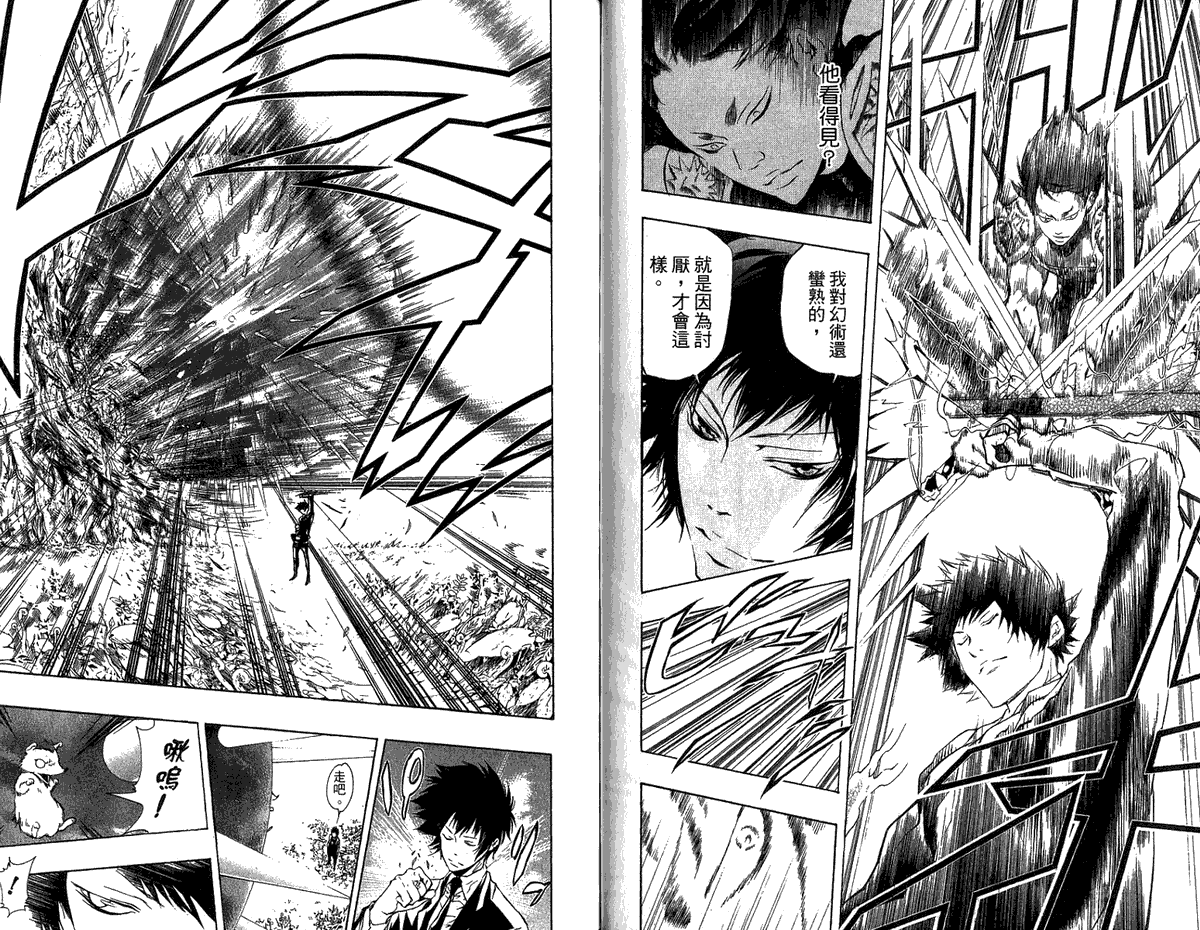 他看得見？
我對幻術還
蠻熟的，
就是因為討
厭，才會這
樣。
走吧。
啾嗚！
！